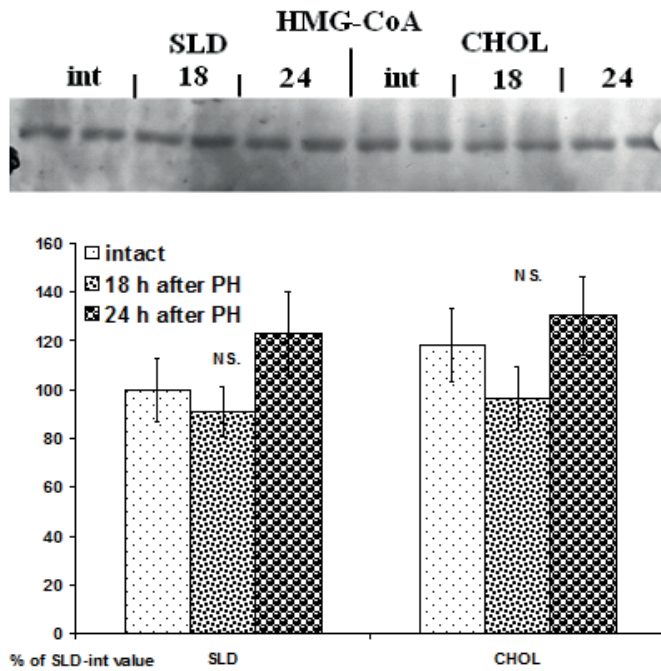 HMG-CoA
SLD CHOL
int | 18 | 24 | int | 18 | 24
160
intact
18 h after PH
24 h after PH
140
120
100
80
60
40
20
0
NS.
NS.
% of SLD-int value SLD CHOL